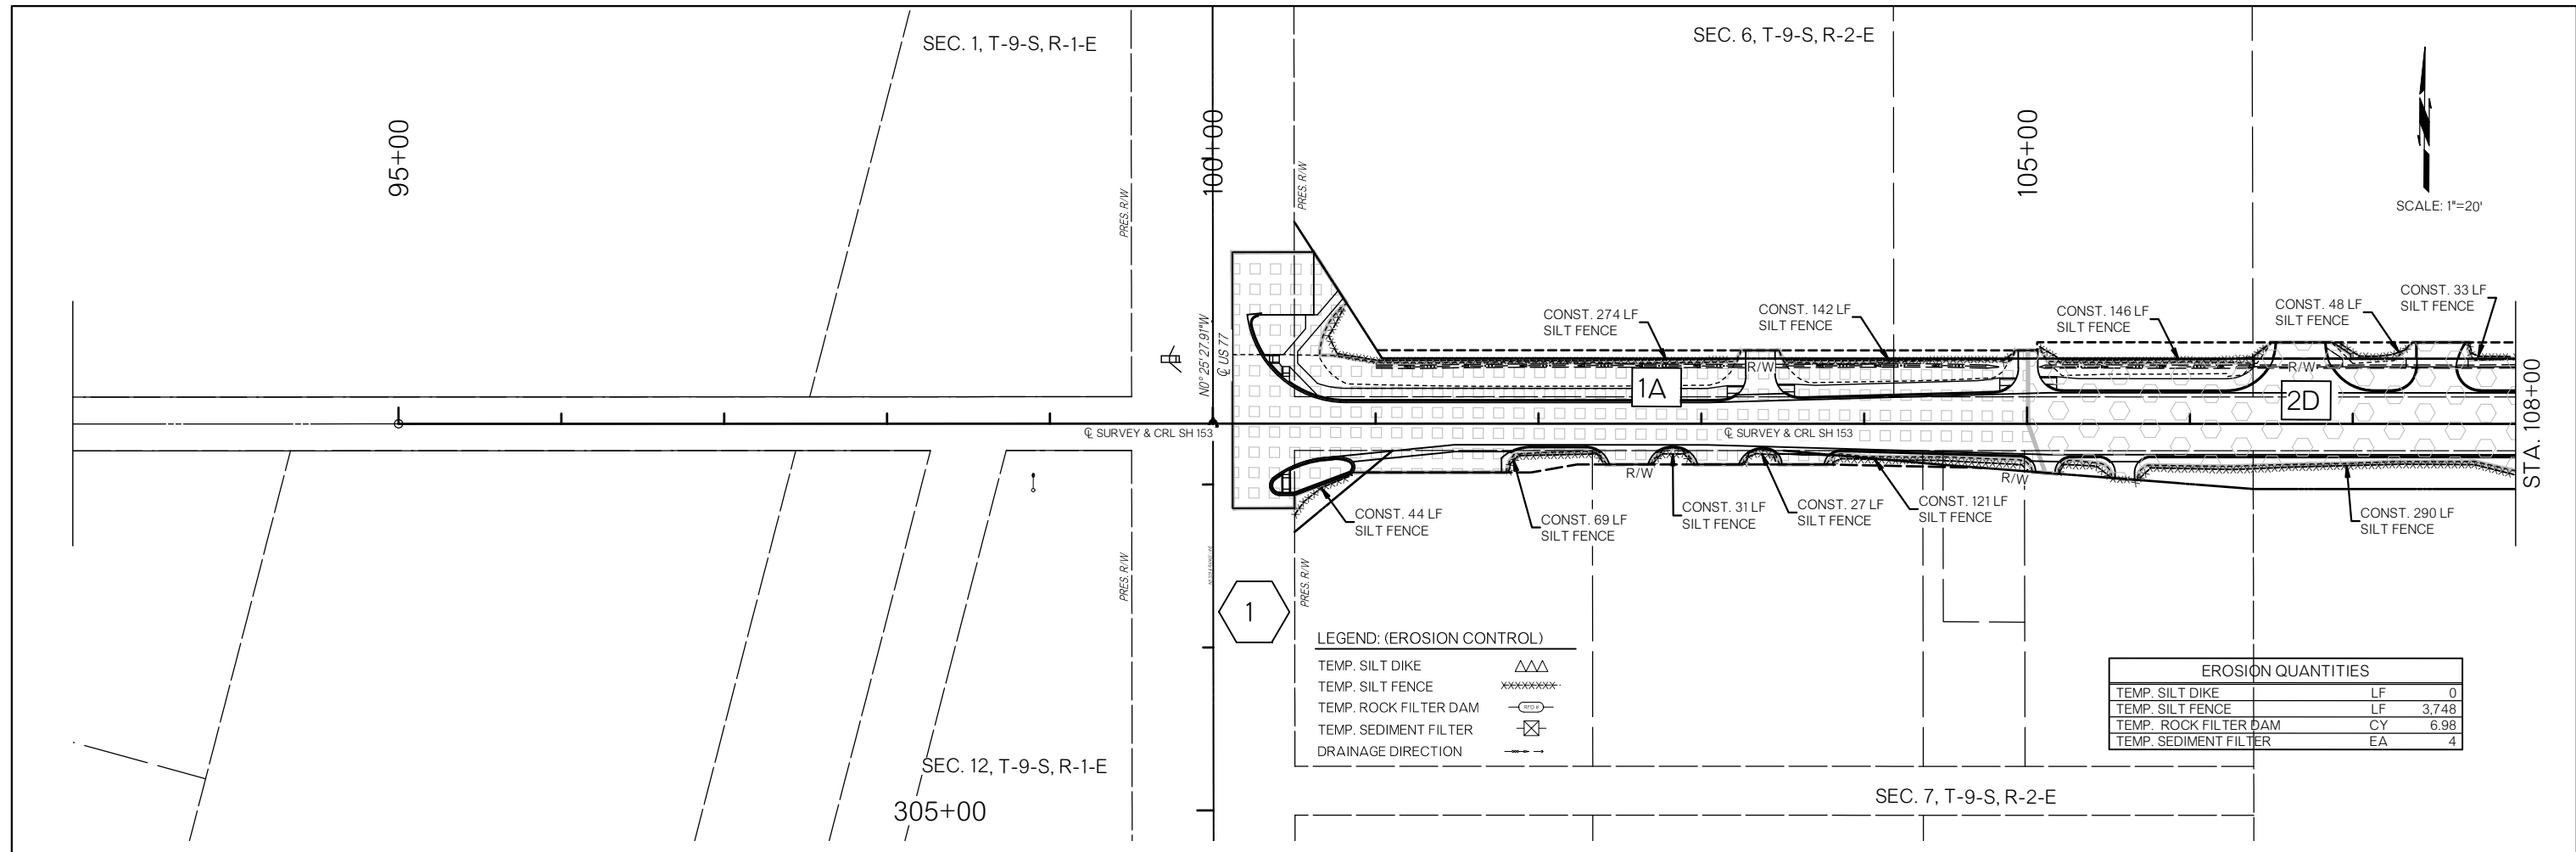 SEC. 1, T-9-S, R-1-E
SEC. 6, T-9-S, R-2-E
95+00
100+00
105+00
PRES. R/W
PRES. R/W
SCALE: 1"=20'
N0° 25' 27.91"W
℄ US 77
CONST. 274 LF
SILT FENCE
CONST. 142 LF
SILT FENCE
CONST. 146 LF
SILT FENCE
CONST. 48 LF
SILT FENCE
CONST. 33 LF
SILT FENCE
R/W
R/W
1A
2D
STA. 108+00
℄ SURVEY & CRL SH 153
℄ SURVEY & CRL SH 153
R/W
R/W
CONST. 44 LF
SILT FENCE
CONST. 69 LF
SILT FENCE
CONST. 31 LF
SILT FENCE
CONST. 27 LF
SILT FENCE
CONST. 121 LF
SILT FENCE
CONST. 290 LF
SILT FENCE
PRES. R/W
PRES. R/W
1
LEGEND: (EROSION CONTROL)
TEMP. SILT DIKE
TEMP. SILT FENCE
TEMP. ROCK FILTER DAM
TEMP. SEDIMENT FILTER
DRAINAGE DIRECTION
EROSION QUANTITIES
TEMP. SILT DIKE LF 0
TEMP. SILT FENCE LF 3,748
TEMP. ROCK FILTER DAM CY 6.98
TEMP. SEDIMENT FILTER EA 4
SEC. 12, T-9-S, R-1-E
305+00
SEC. 7, T-9-S, R-2-E